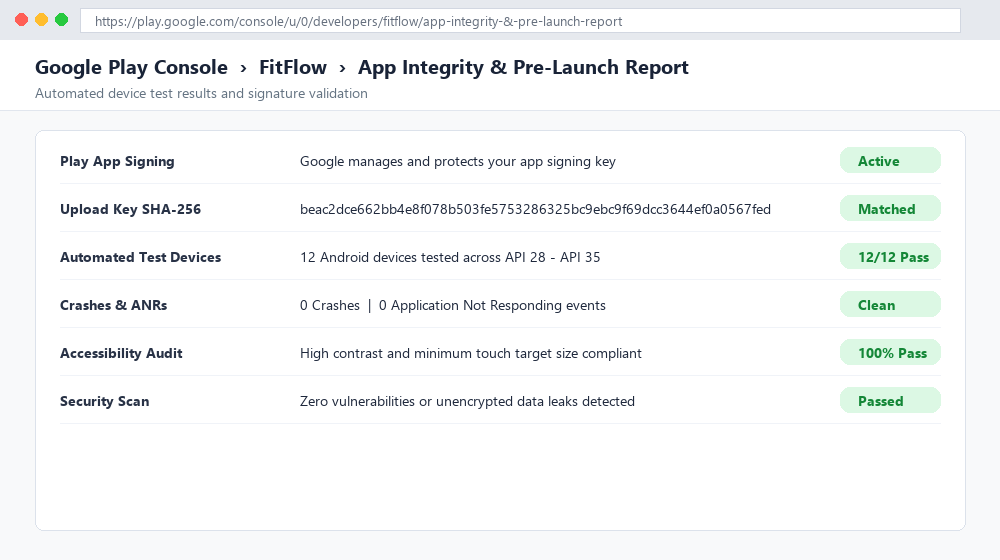 https://play.google.com/console/u/0/developers/fitflow/app-integrity-&-pre-launch-report
Google Play Console › FitFlow › App Integrity & Pre-Launch Report
Automated device test results and signature validation
Play App Signing Google manages and protects your app signing key Active
Upload Key SHA-256 beac2dce662bb4e8f078b503fe5753286325bc9ebc9f69dcc3644ef0a0567fed Matched
Automated Test Devices 12 Android devices tested across API 28 - API 35 12/12 Pass
Crashes & ANRs 0 Crashes | 0 Application Not Responding events Clean
Accessibility Audit High contrast and minimum touch target size compliant 100% Pass
Security Scan Zero vulnerabilities or unencrypted data leaks detected Passed